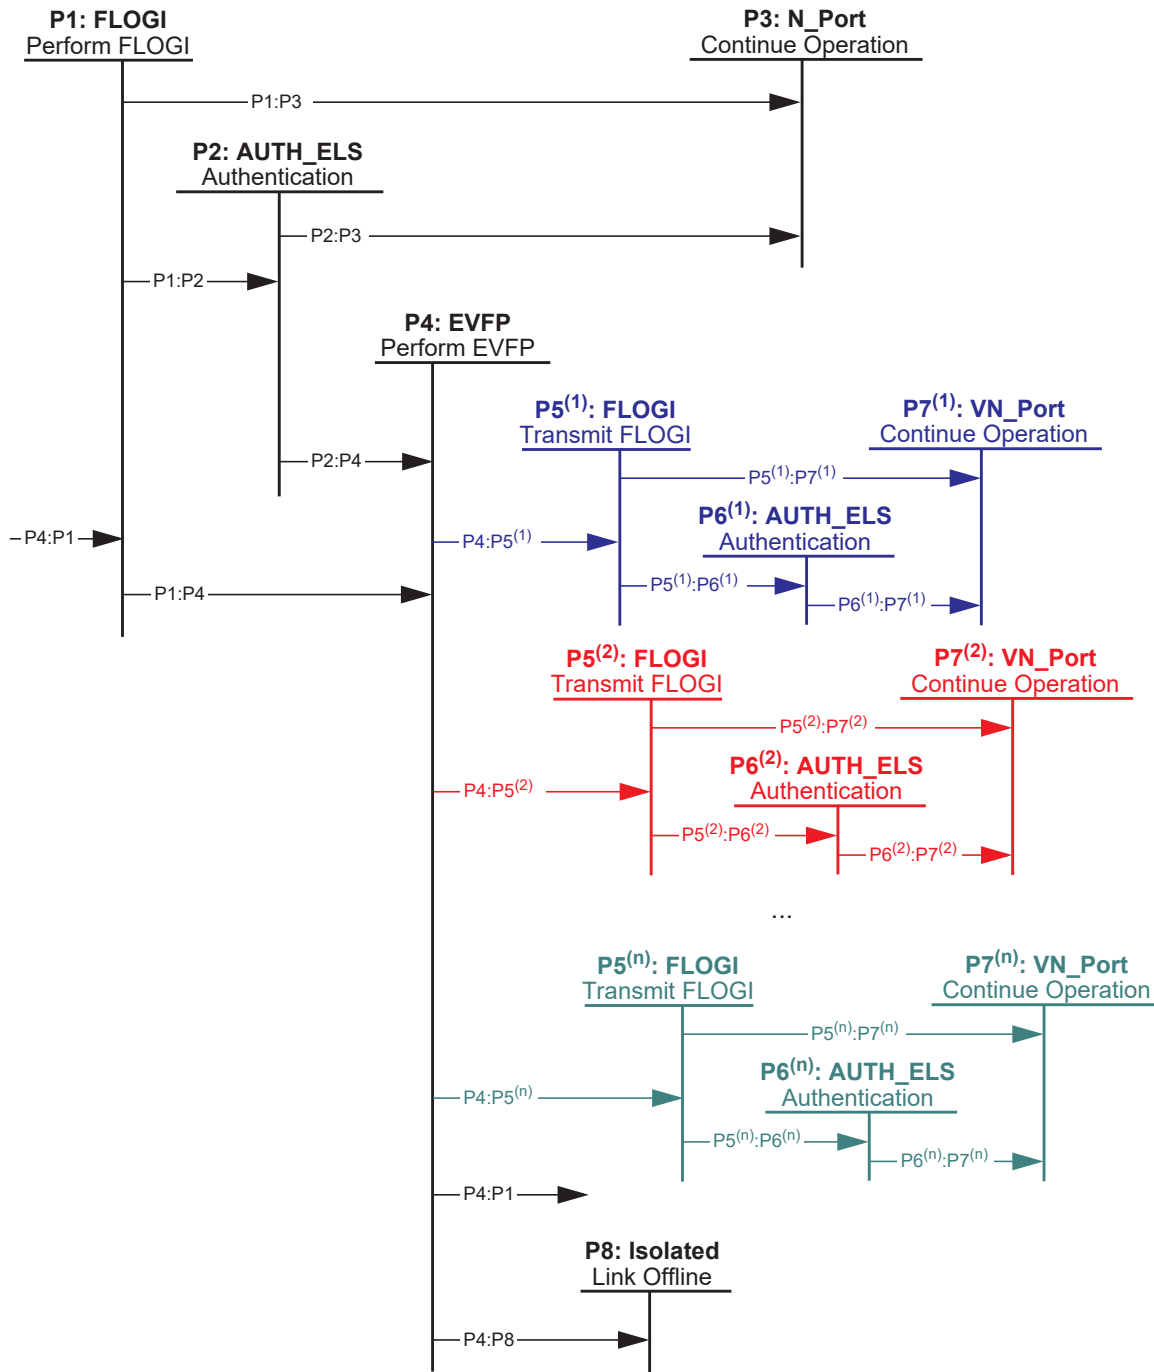 P1: FLOGI
Perform FLOGI
P3: N_Port
Continue Operation
P1:P3
P2: AUTH_ELS
Authentication
P2:P3
P1:P2
P4: EVFP
Perform EVFP
P5(1): FLOGI
Transmit FLOGI
P7(1): VN_Port
Continue Operation
P2:P4
P5(1):P7(1)
P6(1): AUTH_ELS
Authentication
P4:P1
P4:P5(1)
P5(1):P6(1)
P1:P4
P6(1):P7(1)
P5(2): FLOGI
Transmit FLOGI
P7(2): VN_Port
Continue Operation
P5(2):P7(2)
P6(2): AUTH_ELS
Authentication
P4:P5(2)
P5(2):P6(2)
P6(2):P7(2)
...
P5(n): FLOGI
Transmit FLOGI
P7(n): VN_Port
Continue Operation
P5(n):P7(n)
P6(n): AUTH_ELS
Authentication
P4:P5(n)
P5(n):P6(n)
P6(n):P7(n)
P4:P1
P8: Isolated
Link Offline
P4:P8